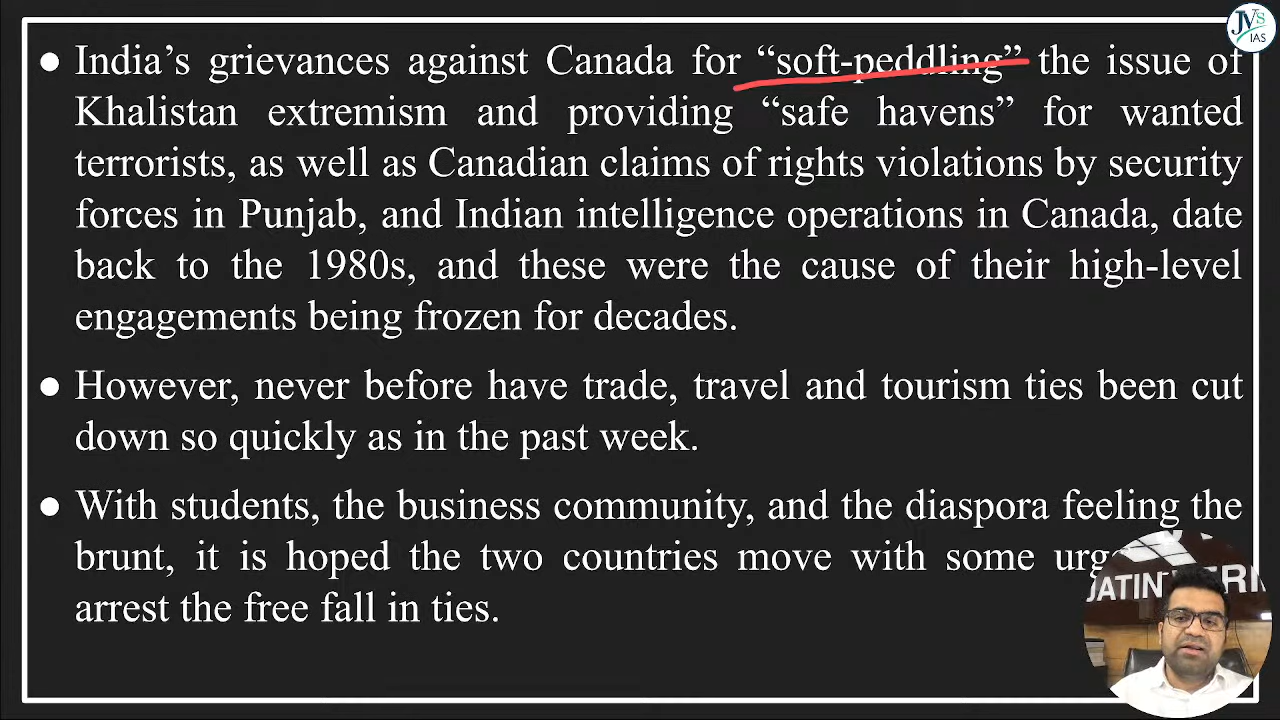 JVS
IAS
● India’s grievances against Canada for “soft-peddling” the issue of
Khalistan extremism and providing “safe havens” for wanted
terrorists, as well as Canadian claims of rights violations by security
forces in Punjab, and Indian intelligence operations in Canada, date
back to the 1980s, and these were the cause of their high-level
engagements being frozen for decades.
● However, never before have trade, travel and tourism ties been cut
down so quickly as in the past week.
● With students, the business community, and the diaspora feeling the
brunt, it is hoped the two countries move with some
arrest the free fall in ties.
JATIN